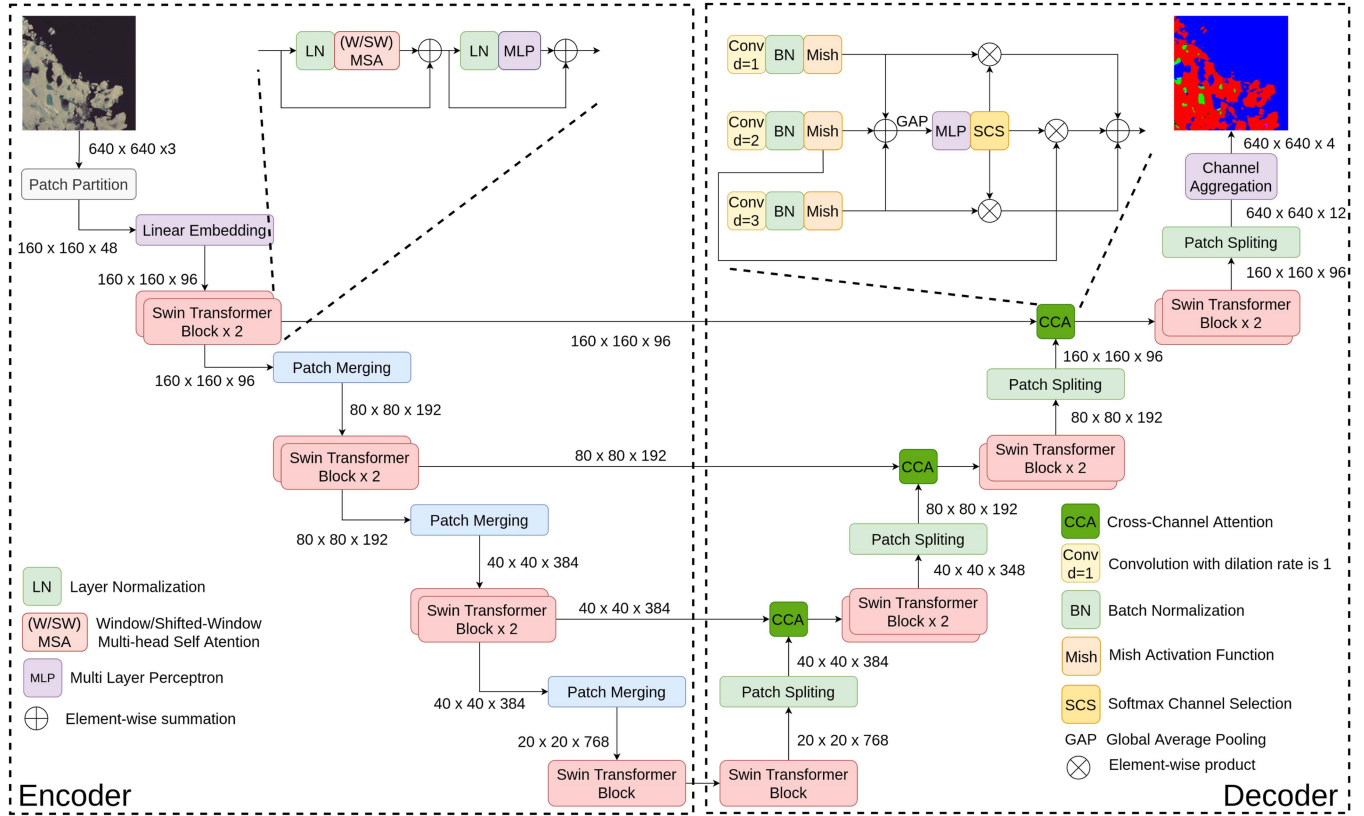 LN
(W/SW)
MSA
LN
MLP
640 x 640 x3
Patch Partition
Linear Embedding
160 x 160 x 48
160 x 160 x 96
Swin Transformer
Block x 2
160 x 160 x 96
160 x 160 x 96
Patch Merging
80 x 80 x 192
Swin Transformer
Block x 2
80 x 80 x 192
80 x 80 x 192
Patch Merging
40 x 40 x 384
Swin Transformer
Block x 2
40 x 40 x 384
40 x 40 x 384
Patch Merging
20 x 20 x 768
Swin Transformer
Block
LN
Layer Normalization
(W/SW)
MSA
Window/Shifted-Window
Multi-head Self Atention
MLP
Multi Layer Perceptron
Element-wise summation
Encoder
Conv
d=1
BN
Mish
Conv
d=2
BN
Mish
GAP
MLP
SCS
Conv
d=3
BN
Mish
640 x 640 x 4
Channel
Aggregation
640 x 640 x 12
Patch Spliting
160 x 160 x 96
Swin Transformer
Block x 2
CCA
160 x 160 x 96
Patch Spliting
80 x 80 x 192
Swin Transformer
Block x 2
CCA
80 x 80 x 192
Patch Spliting
40 x 40 x 348
Swin Transformer
Block x 2
CCA
40 x 40 x 384
Patch Spliting
20 x 20 x 768
Swin Transformer
Block
CCA
Cross-Channel Attention
Conv
d=1
Convolution with dilation rate is 1
BN
Batch Normalization
Mish
Mish Activation Function
SCS
Softmax Channel Selection
GAP
Global Average Pooling
Element-wise product
Decoder